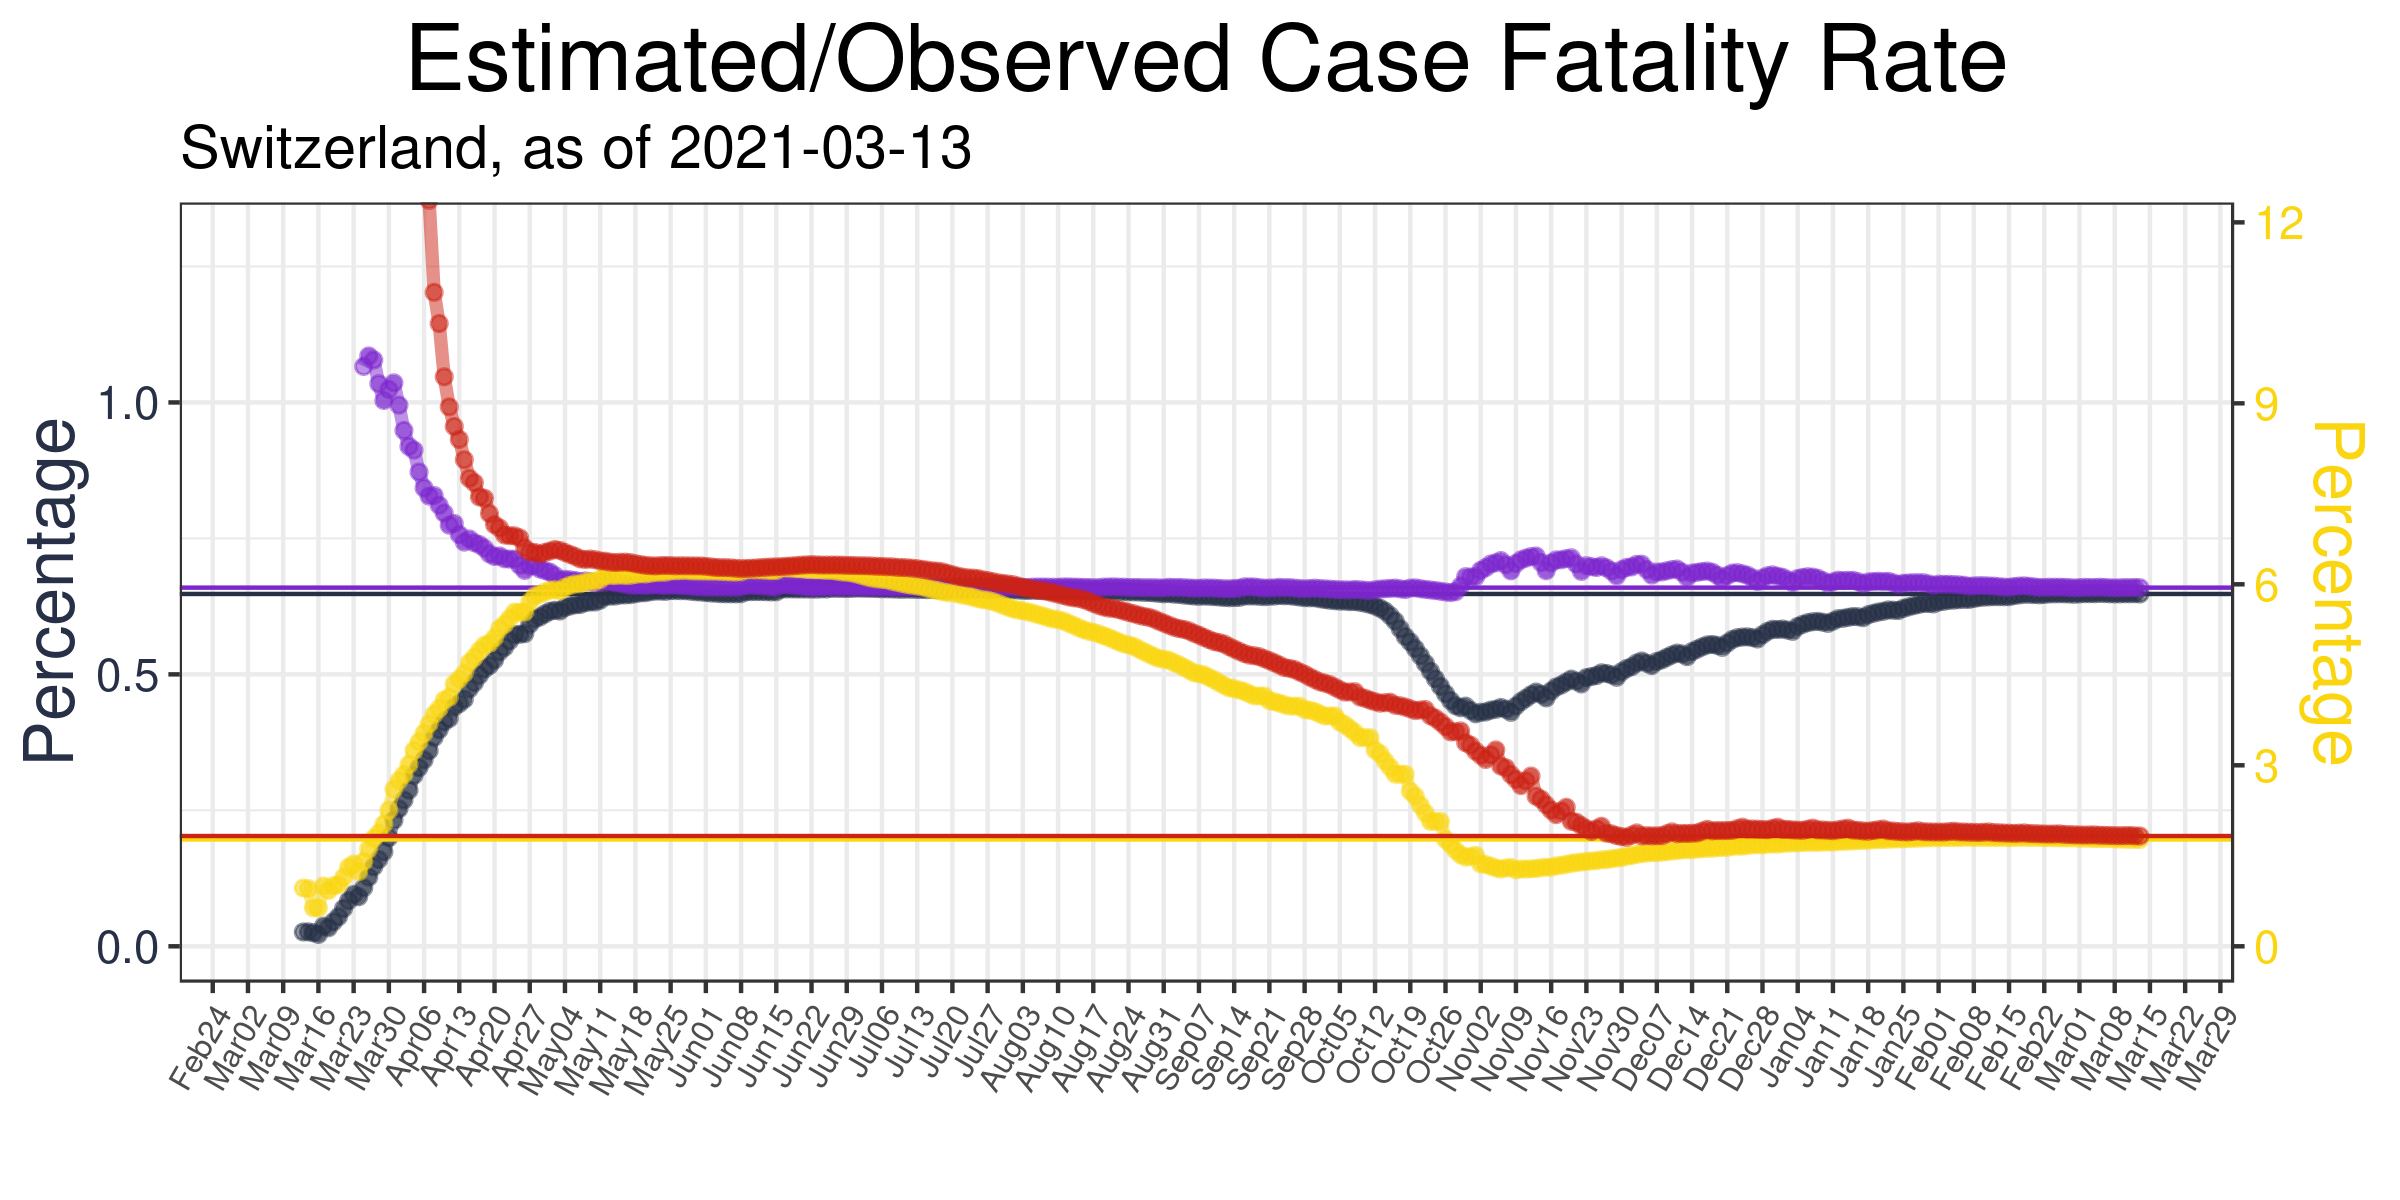 Estimated/Observed Case Fatality Rate
Switzerland, as of 2021-03-13
Percentage
1.0
0.5
0.0
12
9
6
3
0
Percentage
Feb24
Mar02
Mar09
Mar16
Mar23
Mar30
Apr06
Apr13
Apr20
Apr27
May04
May11
May18
May25
Jun01
Jun08
Jun15
Jun22
Jun29
Jul06
Jul13
Jul20
Jul27
Aug03
Aug10
Aug17
Aug24
Aug31
Sep07
Sep14
Sep21
Sep28
Oct05
Oct12
Oct19
Oct26
Nov02
Nov09
Nov16
Nov23
Nov30
Dec07
Dec14
Dec21
Dec28
Jan04
Jan11
Jan18
Jan25
Feb01
Feb08
Feb15
Feb22
Mar01
Mar08
Mar15
Mar22
Mar29